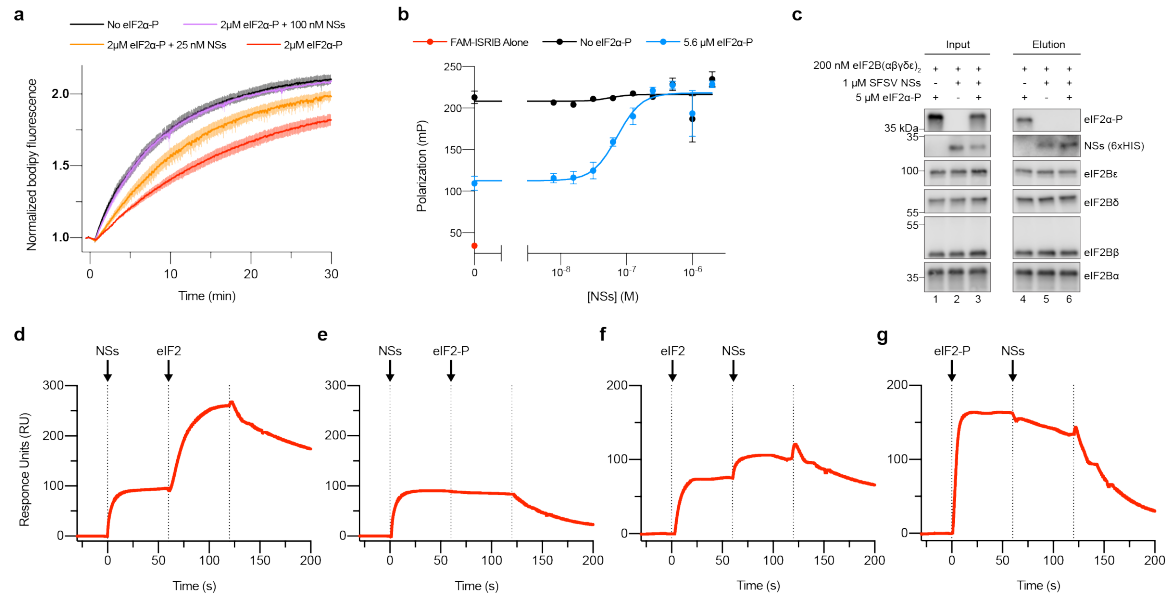 a
No eIF2α-P
2μM eIF2α-P + 100 nM NSs
2μM eIF2α-P + 25 nM NSs
2μM eIF2α-P
Normalized bodipy fluorescence
2.0
1.5
1.0
0
10
20
30
Time (min)
b
FAM-ISRIB Alone
No eIF2α-P
5.6 μM eIF2α-P
Polarization (mP)
250
200
150
100
50
0
10-8
10-7
10-6
[NSs] (M)
c
Input
Elution
200 nM eIF2B(αβγδε)2
+ + + + + +
1 μM SFSV NSs
- + + - + +
5 μM eIF2α-P
+ - + + - +
35 kDa
eIF2α-P
35
NSs (6xHIS)
100
eIF2Bε
55
eIF2Bδ
55
eIF2Bβ
35
eIF2Bα
1 2 3 4 5 6
d
NSs
eIF2
Responce Units (RU)
300
200
100
0
0 50 100 150 200
Time (s)
e
NSs
eIF2-P
300
200
100
0
0 50 100 150 200
Time (s)
f
eIF2
NSs
200
150
100
50
0
0 50 100 150 200
Time (s)
g
eIF2-P
NSs
200
150
100
50
0
0 50 100 150 200
Time (s)